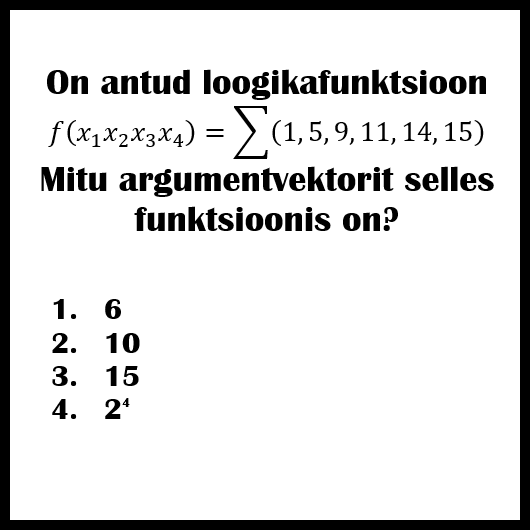 On antud loogikafunktsioon
f(x₁x₂x₃x₄) = ∑(1, 5, 9, 11, 14, 15)
Mitu argumentvektorit selles
funktsioonis on?
1. 6
2. 10
3. 15
4. 2⁴